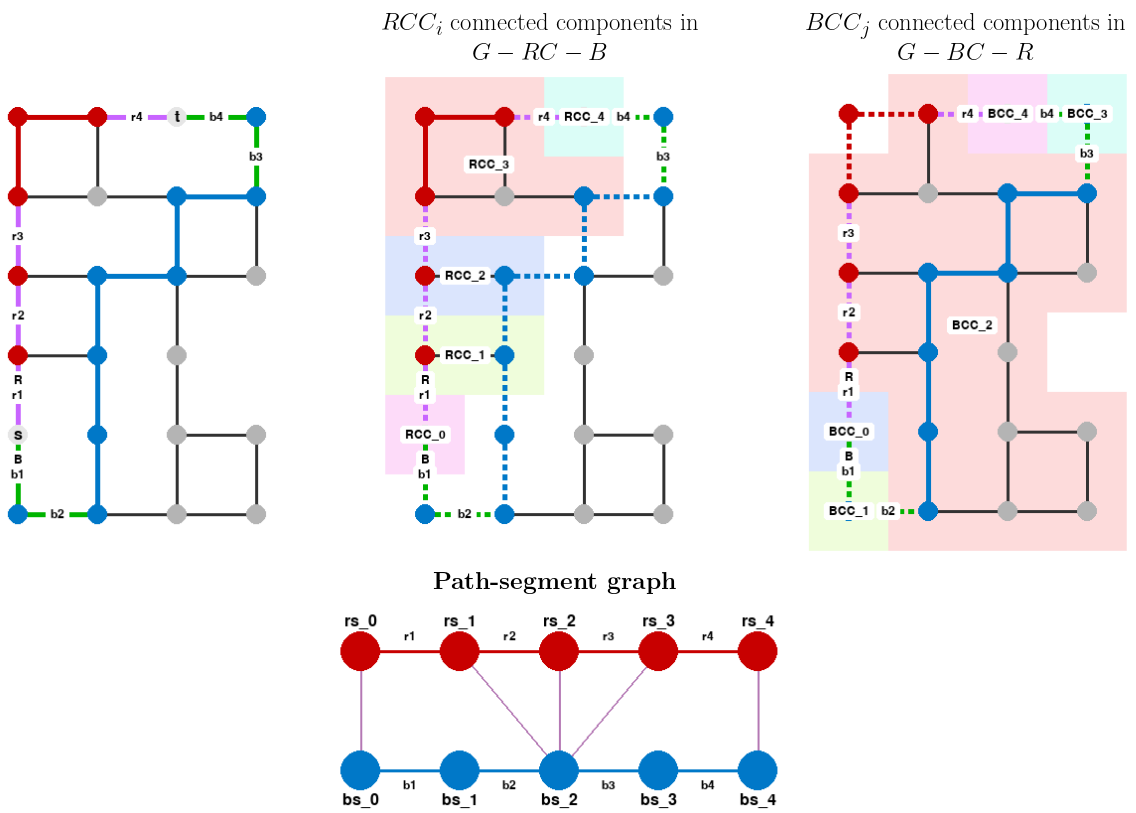 RCC_i connected components in
G − RC − B
BCC_j connected components in
G − BC − R
r4
t
b4
b3
r3
r2
R
r1
s
B
b1
b2
r4
RCC_4
b4
b3
RCC_3
r3
RCC_2
r2
RCC_1
R
r1
RCC_0
B
b1
b2
r4
BCC_4
b4
BCC_3
b3
r3
r2
BCC_2
R
r1
BCC_0
B
b1
BCC_1
b2
Path-segment graph
rs_0
rs_1
rs_2
rs_3
rs_4
r1
r2
r3
r4
b1
b2
b3
b4
bs_0
bs_1
bs_2
bs_3
bs_4